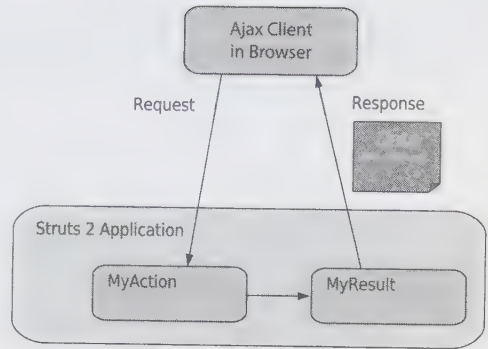 Ajax Client
in Browser
Request
Response
Struts 2 Application
MyAction
MyResult